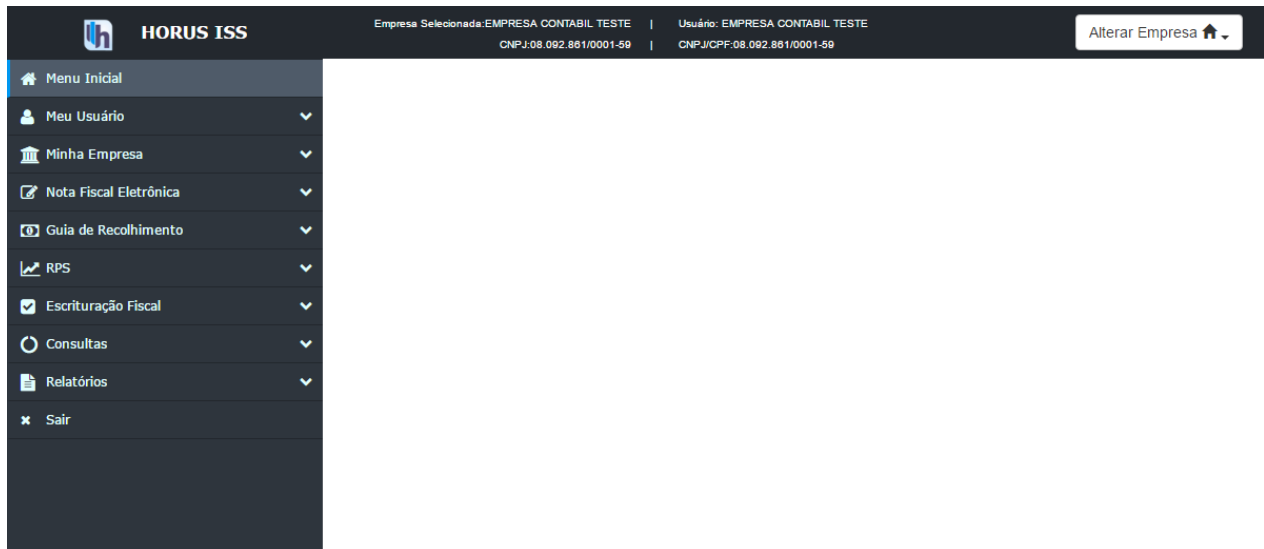 HORUS ISS
Empresa Selecionada:EMPRESA CONTABIL TESTE | Usuário: EMPRESA CONTABIL TESTE
CNPJ:08.092.861/0001-59 | CNPJ/CPF:08.092.861/0001-59
Alterar Empresa
Menu Inicial
Meu Usuário
Minha Empresa
Nota Fiscal Eletrônica
Guia de Recolhimento
RPS
Escrituração Fiscal
Consultas
Relatórios
Sair